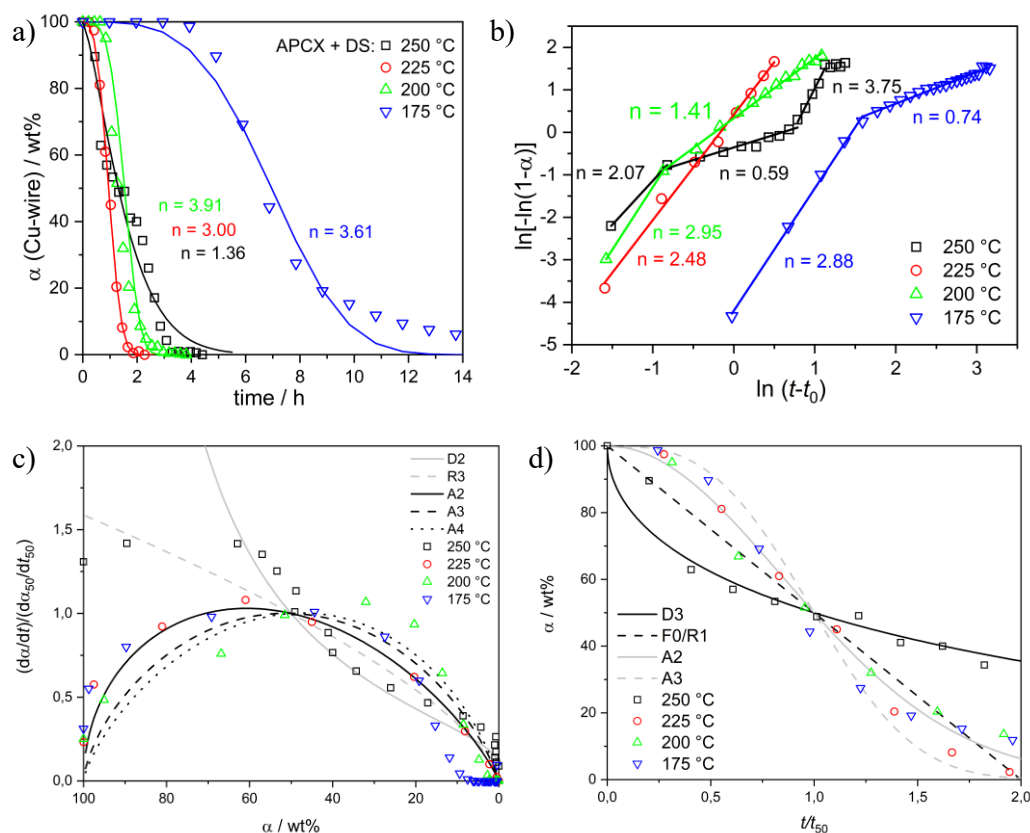 a)
α (Cu-wire) / wt%
100
80
60
40
20
0
APCX + DS:
250 °C
225 °C
200 °C
175 °C
n = 3.91
n = 3.00
n = 1.36
n = 3.61
0 2 4 6 8 10 12 14
time / h
b)
ln[-ln(1-α)]
2
1
0
-1
-2
-3
-4
-5
n = 1.41
n = 3.75
n = 0.74
n = 2.07
n = 0.59
n = 2.95
n = 2.48
n = 2.88
250 °C
225 °C
200 °C
175 °C
-2 -1 0 1 2 3
ln (t-t0)
c)
(dα/dt)/(dα50/dt50)
2,0
1,5
1,0
0,5
0,0
D2
R3
A2
A3
A4
250 °C
225 °C
200 °C
175 °C
100 80 60 40 20 0
α / wt%
d)
α / wt%
100
80
60
40
20
0
D3
F0/R1
A2
A3
250 °C
225 °C
200 °C
175 °C
0,0 0,5 1,0 1,5 2,0
t/t50